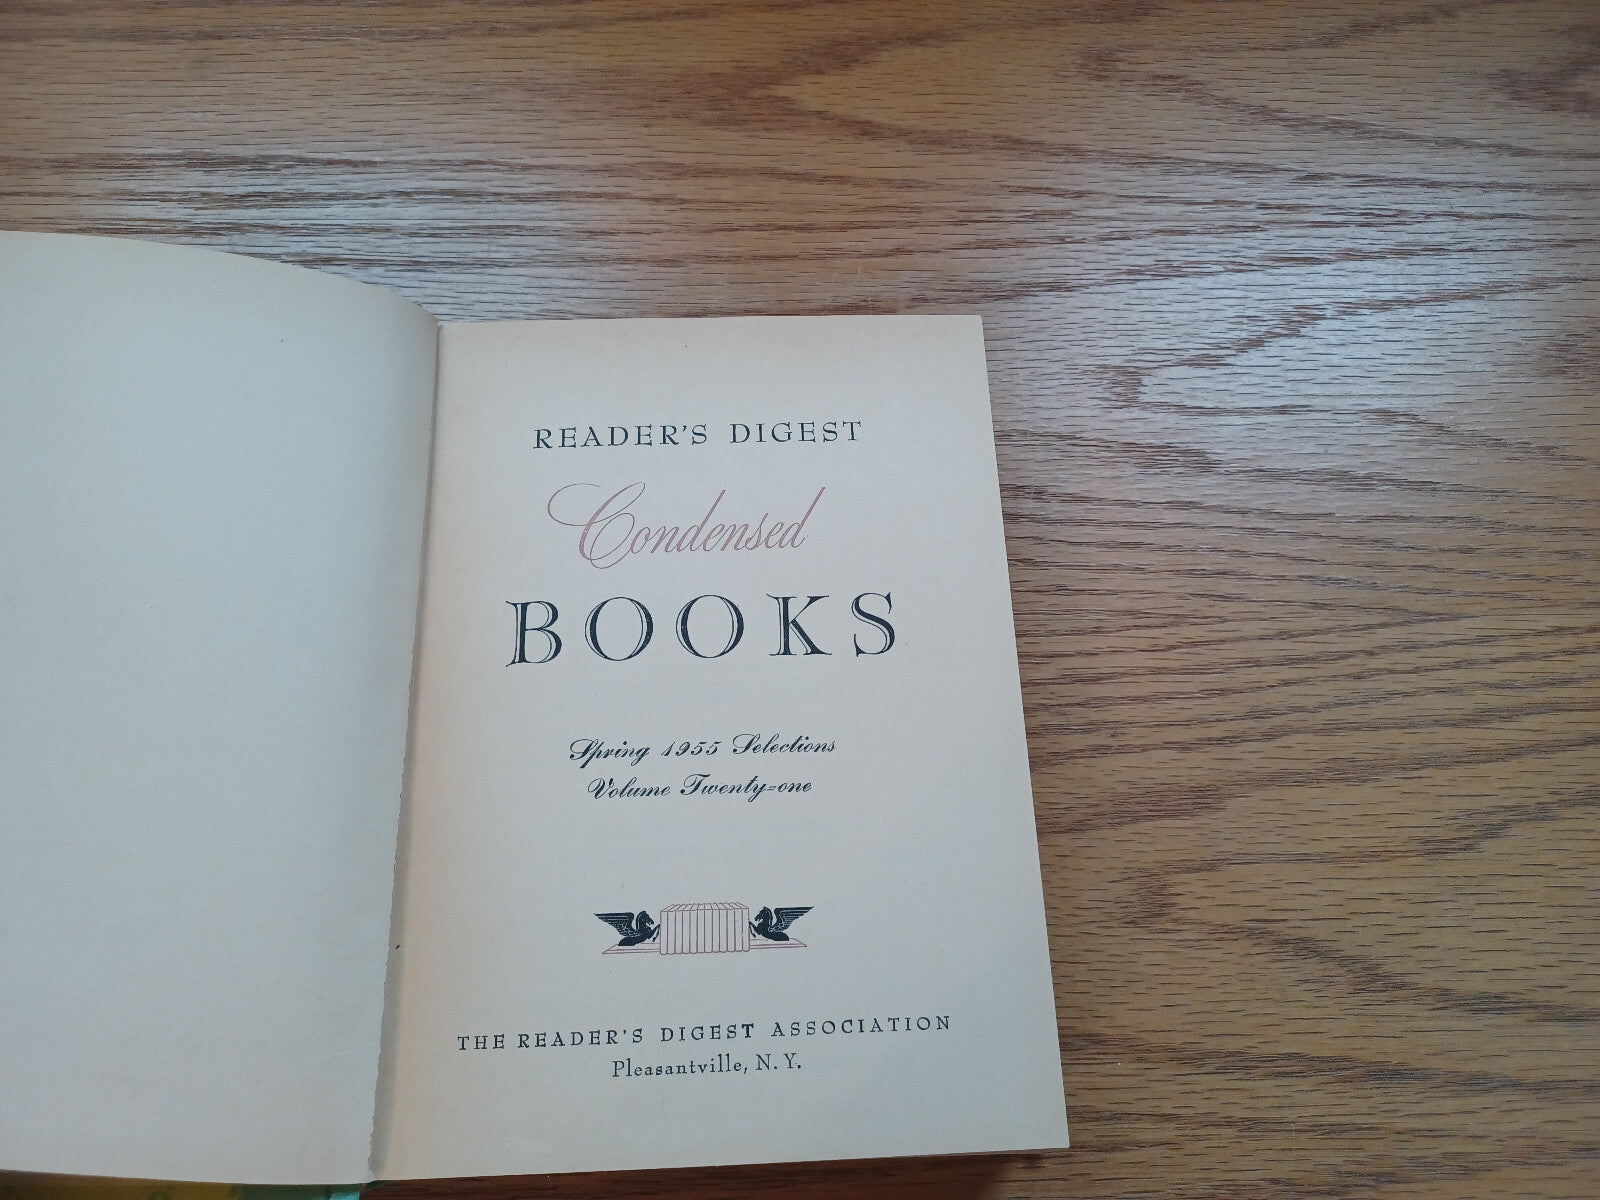 READER'S DIGEST
Condensed
BOOKS
Spring 1955 Selections
Volume Twenty=one
THE READER'S DIGEST ASSOCIATION
Pleasantville, N. Y.